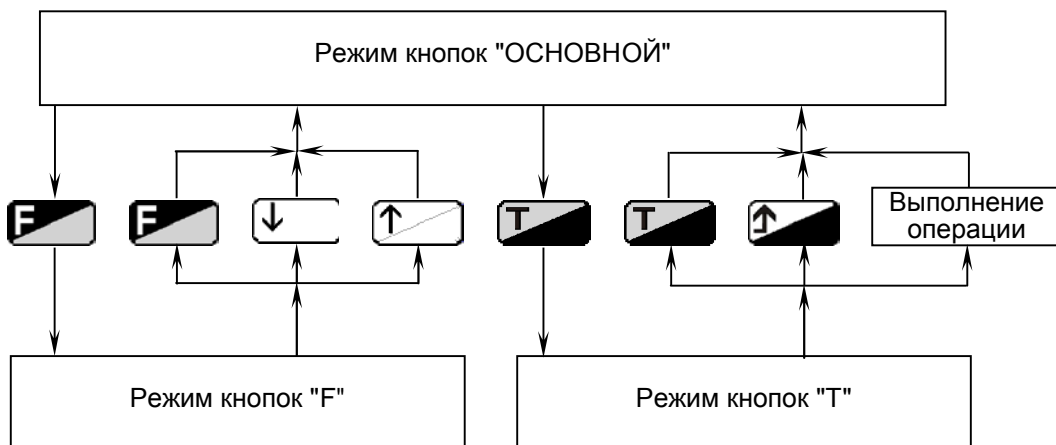 Режим кнопок "ОСНОВНОЙ"
F
F
T
T
Выполнение
операции
Режим кнопок "F"
Режим кнопок "Т"